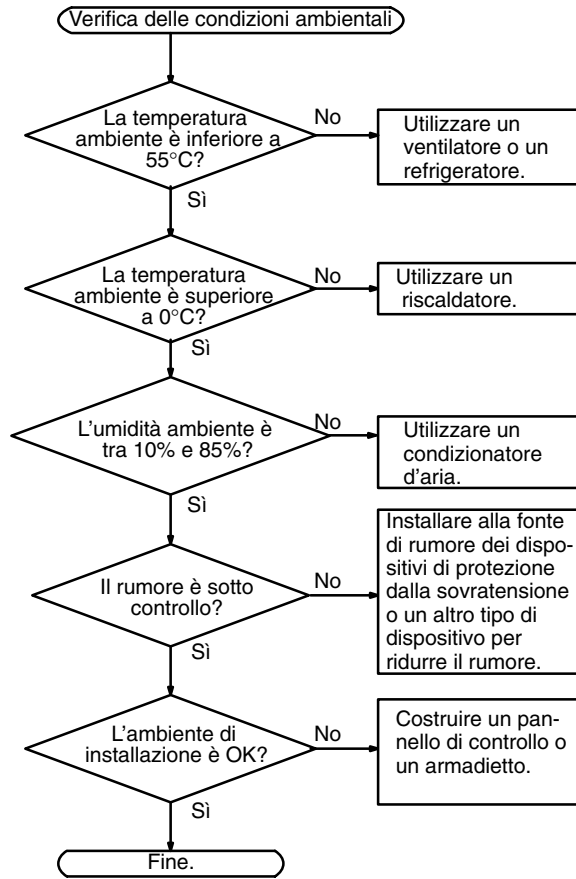 Verifica delle condizioni ambientali
La temperatura
ambiente è inferiore a
55°C?
No
Utilizzare un
ventilatore o un
refrigeratore.
Sì
La temperatura
ambiente è superiore
a 0°C?
No
Utilizzare un
riscaldatore.
Sì
L'umidità ambiente è
tra 10% e 85%?
No
Utilizzare un
condizionatore
d'aria.
Sì
Il rumore è sotto
controllo?
No
Installare alla fonte
di rumore dei dispo-
sitivi di protezione
dalla sovratensione
o un altro tipo di
dispositivo per
ridurre il rumore.
Sì
L'ambiente di
installazione è OK?
No
Costruire un pan-
nello di controllo o
un armadietto.
Sì
Fine.